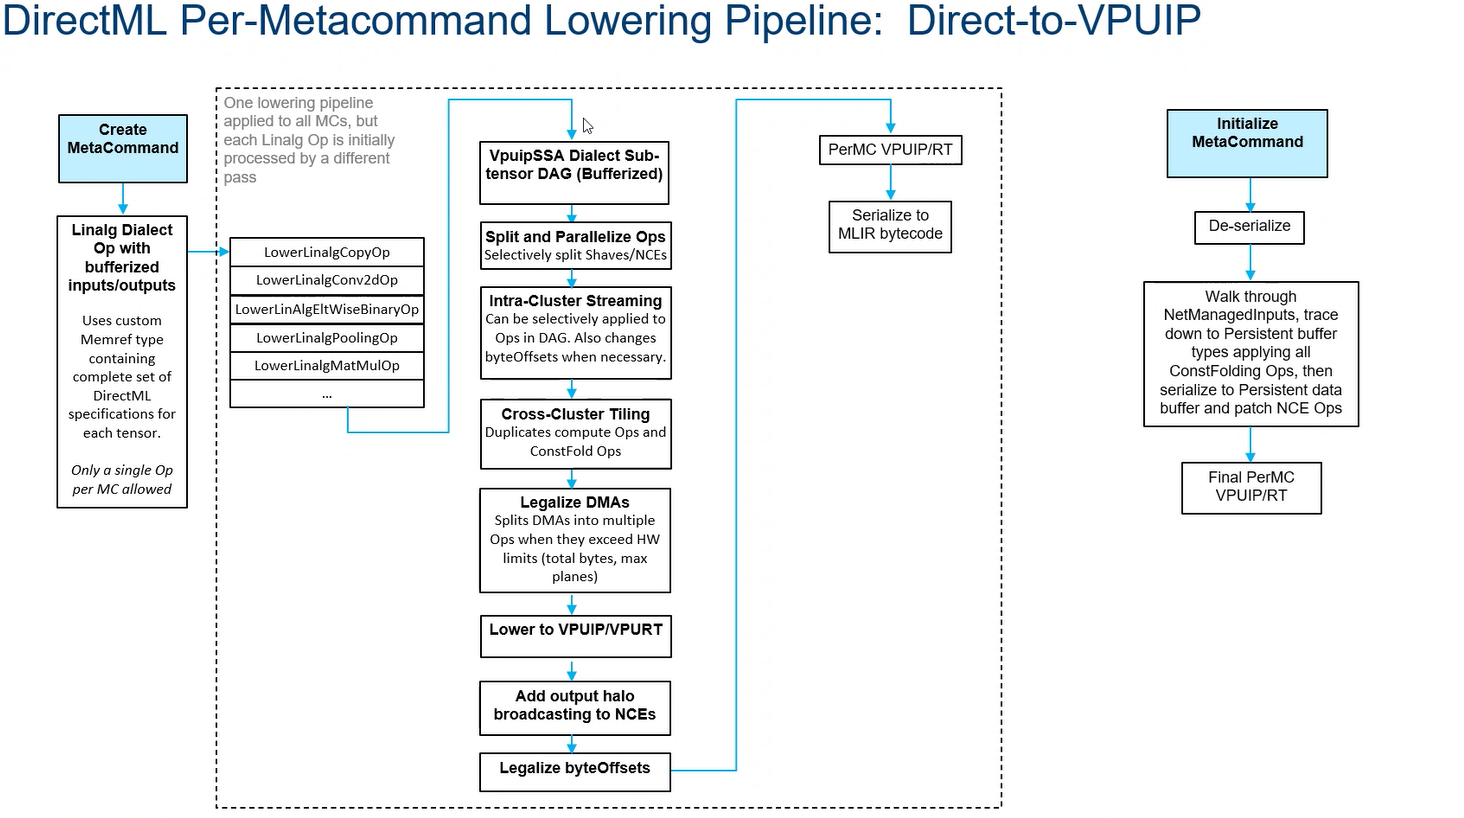 DirectML Per-Metacommand Lowering Pipeline:  Direct-to-VPUIP
Create
MetaCommand
Linalg Dialect
Op with
bufferized
inputs/outputs
Uses custom
Memref type
containing
complete set of
DirectML
specifications for
each tensor.
Only a single Op
per MC allowed
One lowering pipeline
applied to all MCs, but
each Linalg Op is initially
processed by a different
pass
LowerLinalgCopyOp
LowerLinalgConv2dOp
LowerLinAlgEltWiseBinaryOp
LowerLinalgPoolingOp
LowerLinalgMatMulOp
...
VpuipSSA Dialect Sub-
tensor DAG (Bufferized)
Split and Parallelize Ops
Selectively split Shaves/NCEs
Intra-Cluster Streaming
Can be selectively applied to
Ops in DAG. Also changes
byteOffsets when necessary.
Cross-Cluster Tiling
Duplicates compute Ops and
ConstFold Ops
Legalize DMAs
Splits DMAs into multiple
Ops when they exceed HW
limits (total bytes, max
planes)
Lower to VPUIP/VPURT
Add output halo
broadcasting to NCEs
Legalize byteOffsets
PerMC VPUIP/RT
Serialize to
MLIR bytecode
Initialize
MetaCommand
De-serialize
Walk through
NetManagedInputs, trace
down to Persistent buffer
types applying all
ConstFolding Ops, then
serialize to Persistent data
buffer and patch NCE Ops
Final PerMC
VPUIP/RT